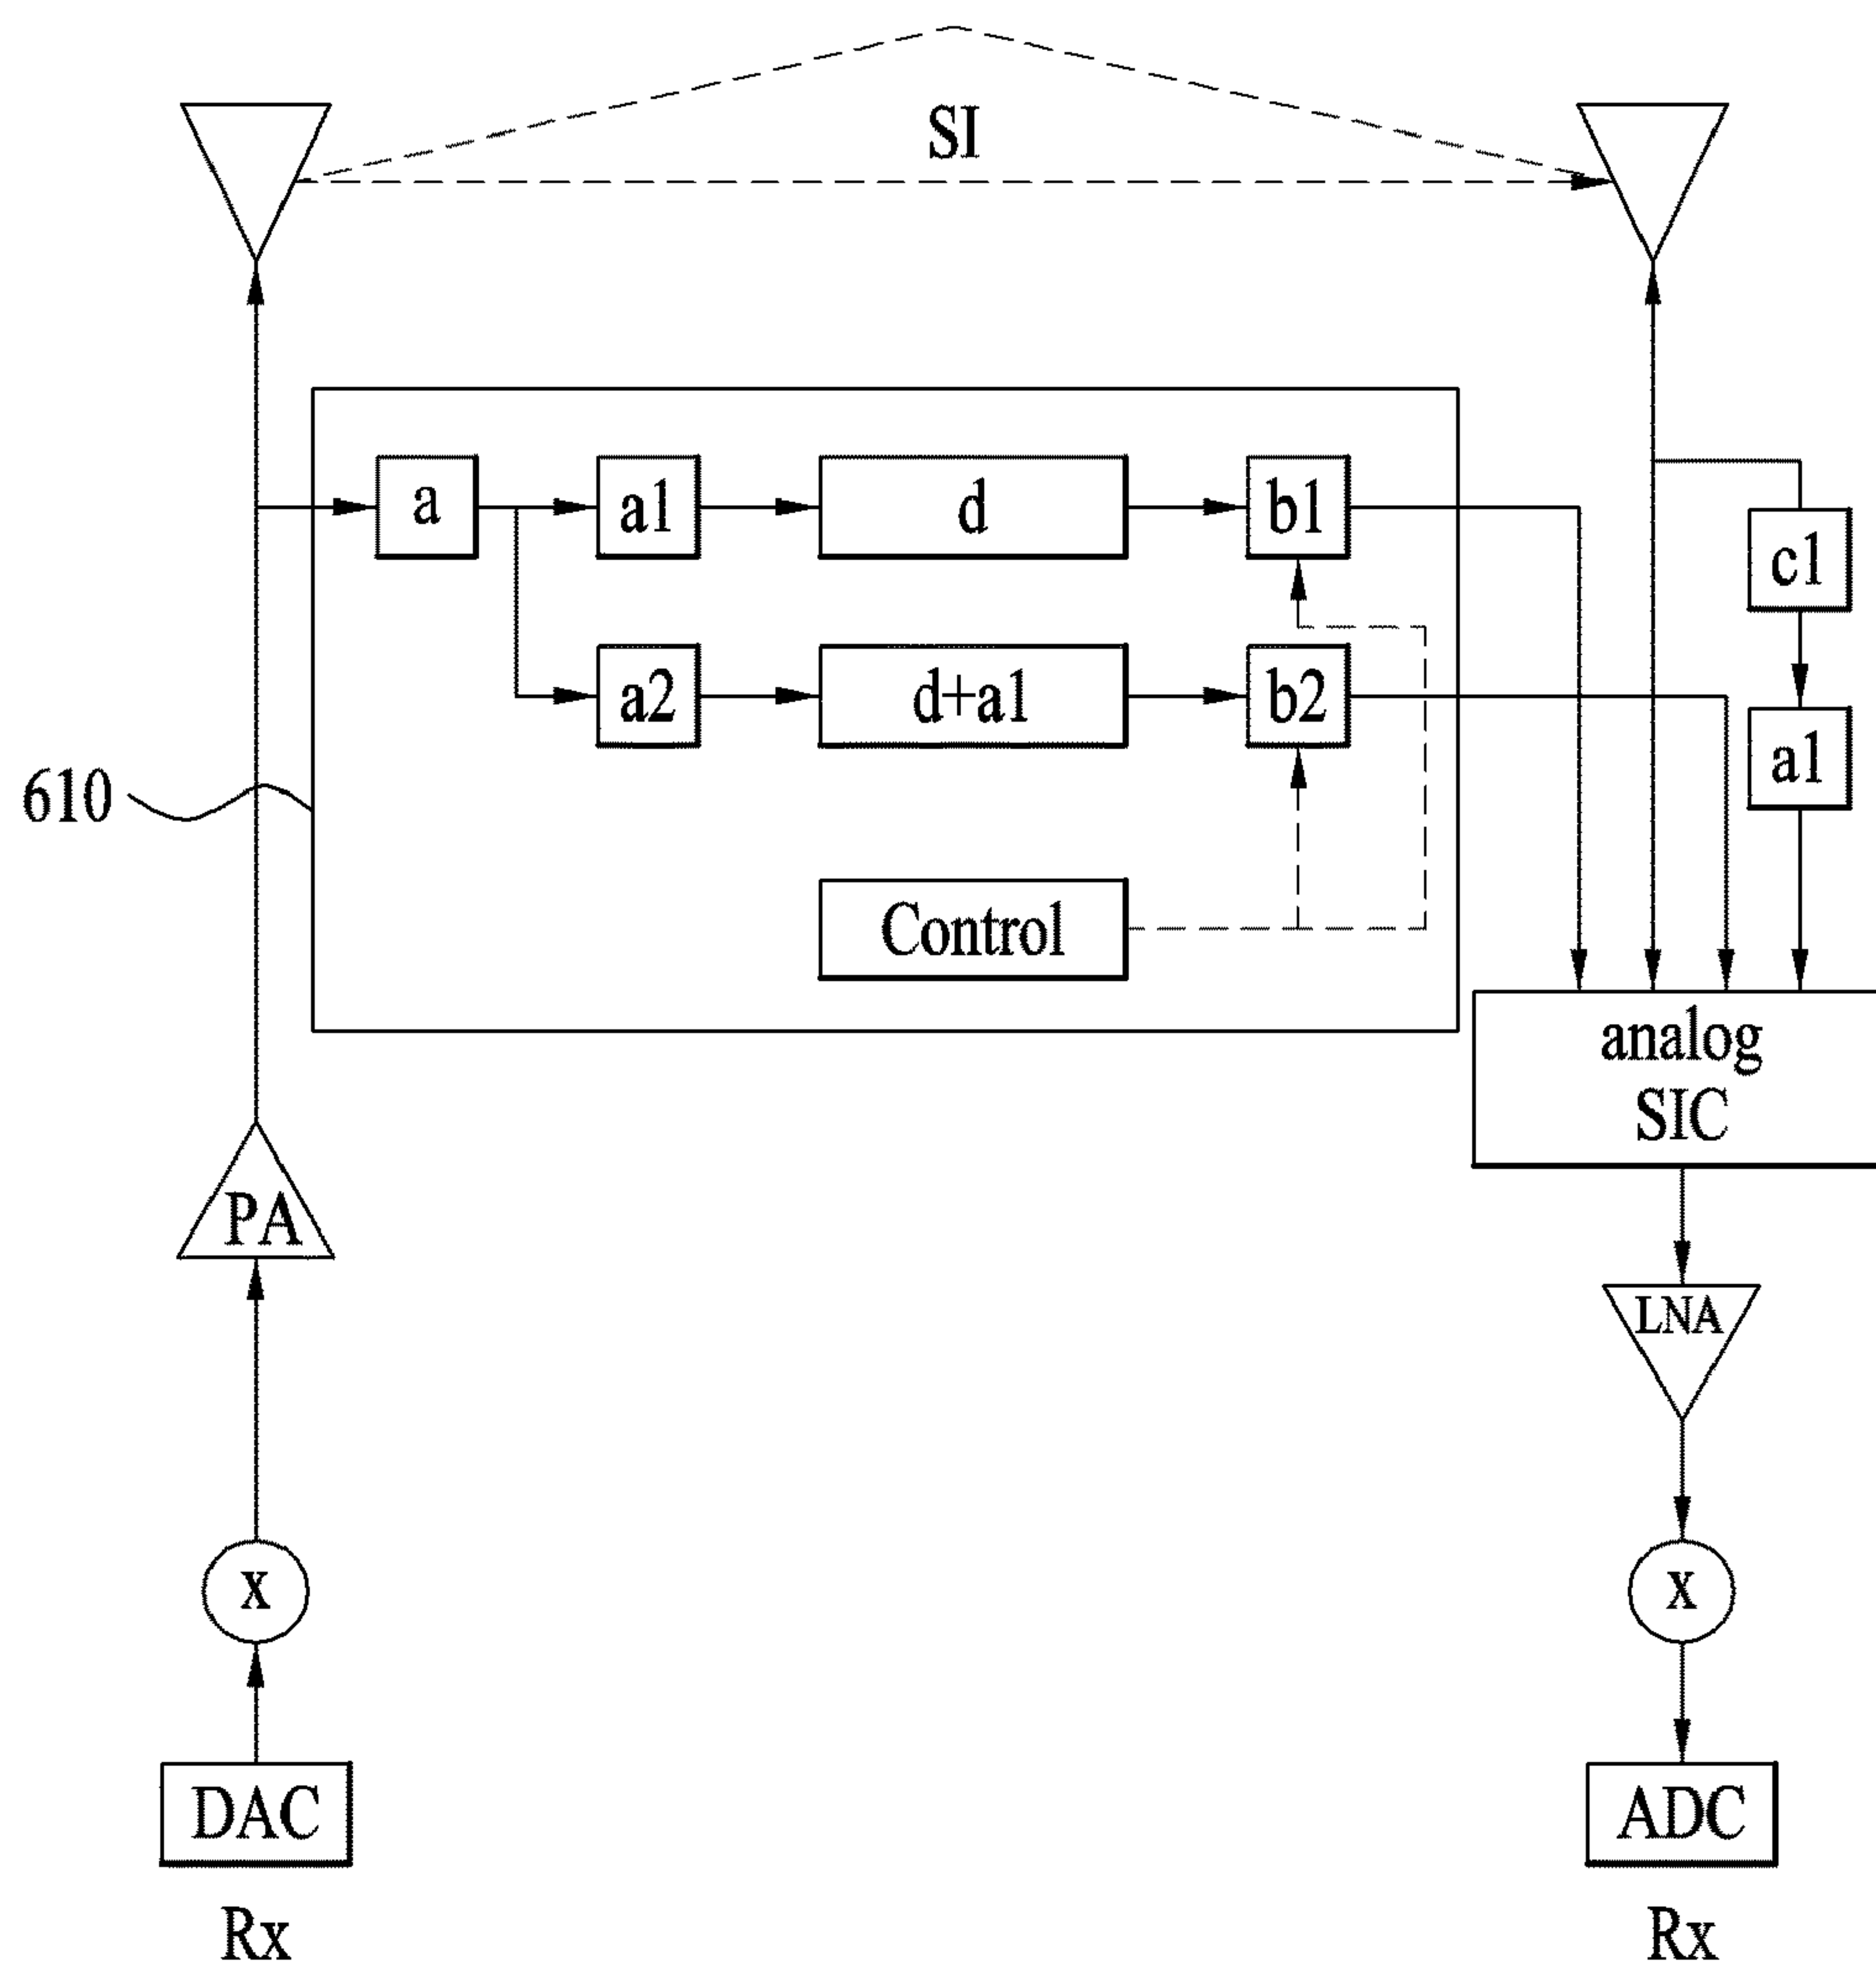 SI
a
a1
d
b1
c1
a2
d+a1
b2
a1
610
Control
analog
SIC
PA
LNA
x
x
DAC
ADC
Rx
Rx